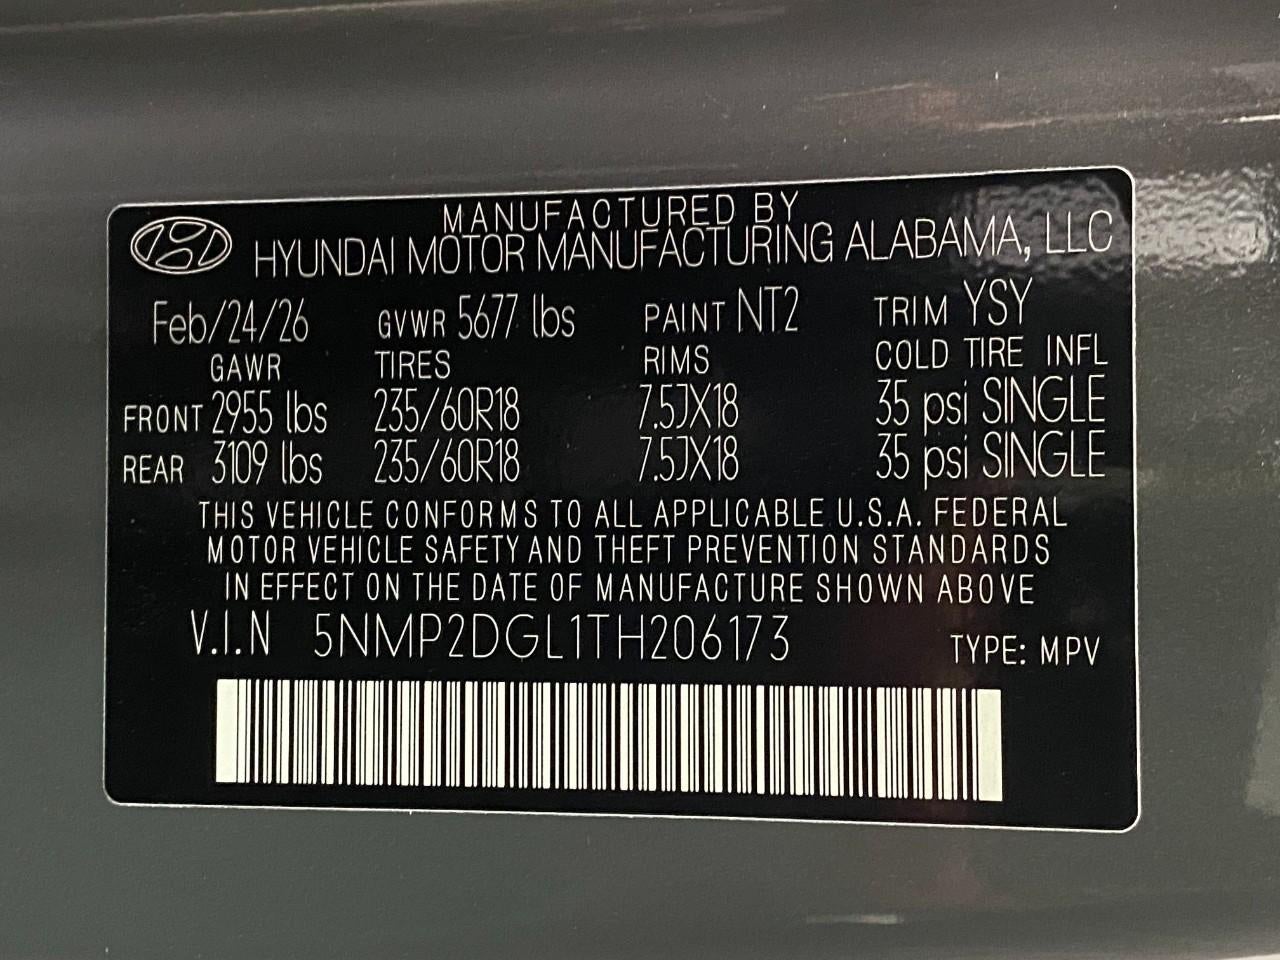 MANUFACTURED BY
HYUNDAI MOTOR MANUFACTURING ALABAMA, LLC
Feb/24/26 GVWR 5677 lbs PAINT NT2 TRIM YSY
GAWR TIRES RIMS COLD TIRE INFL
FRONT 2955 lbs 235/60R18 7.5JX18 35 psi SINGLE
REAR 3109 lbs 235/60R18 7.5JX18 35 psi SINGLE
THIS VEHICLE CONFORMS TO ALL APPLICABLE U.S.A. FEDERAL
MOTOR VEHICLE SAFETY AND THEFT PREVENTION STANDARDS
IN EFFECT ON THE DATE OF MANUFACTURE SHOWN ABOVE
V.I.N 5NMP2DGL1TH206173 TYPE: MPV